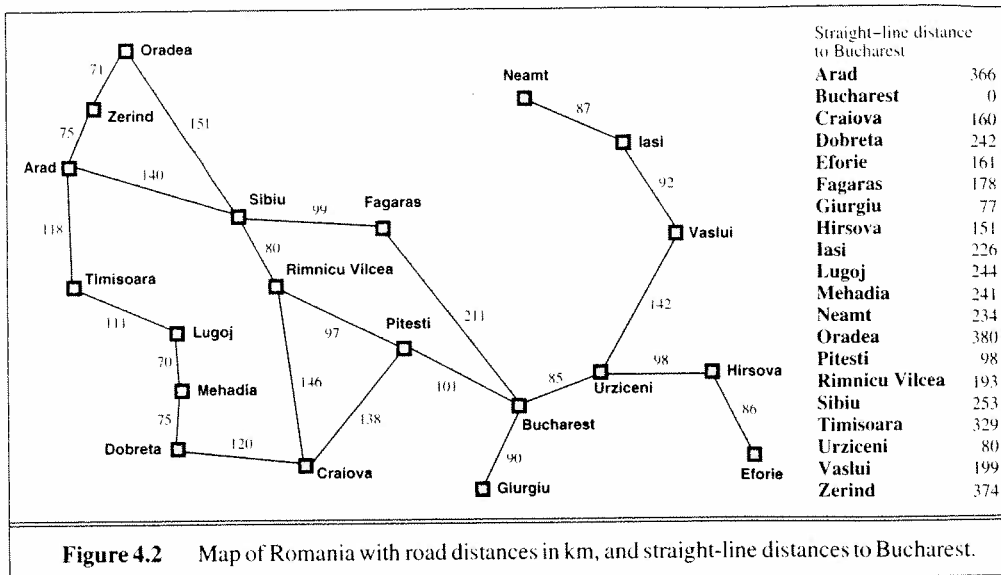 Oradea
71
Zerind
75
151
Arad
140
Sibiu
99
Fagaras
118
80
Timisoara
Rimnicu Vilcea
111
Lugoj
97
Pitesti
211
70
Mehadia
146
101
138
75
Dobreta
120
Craiova
Neamt
87
Iasi
92
Vaslui
142
85
Urziceni
98
Hirsova
86
Bucharest
90
Giurgiu
Eforie
Straight-line distance
to Bucharest
Arad 366
Bucharest 0
Craiova 160
Dobreta 242
Eforie 161
Fagaras 178
Giurgiu 77
Hirsova 151
Iasi 226
Lugoj 244
Mehadia 241
Neamt 234
Oradea 380
Pitesti 98
Rimnicu Vilcea 193
Sibiu 253
Timisoara 329
Urziceni 80
Vaslui 199
Zerind 374
Figure 4.2 Map of Romania with road distances in km, and straight-line distances to Bucharest.